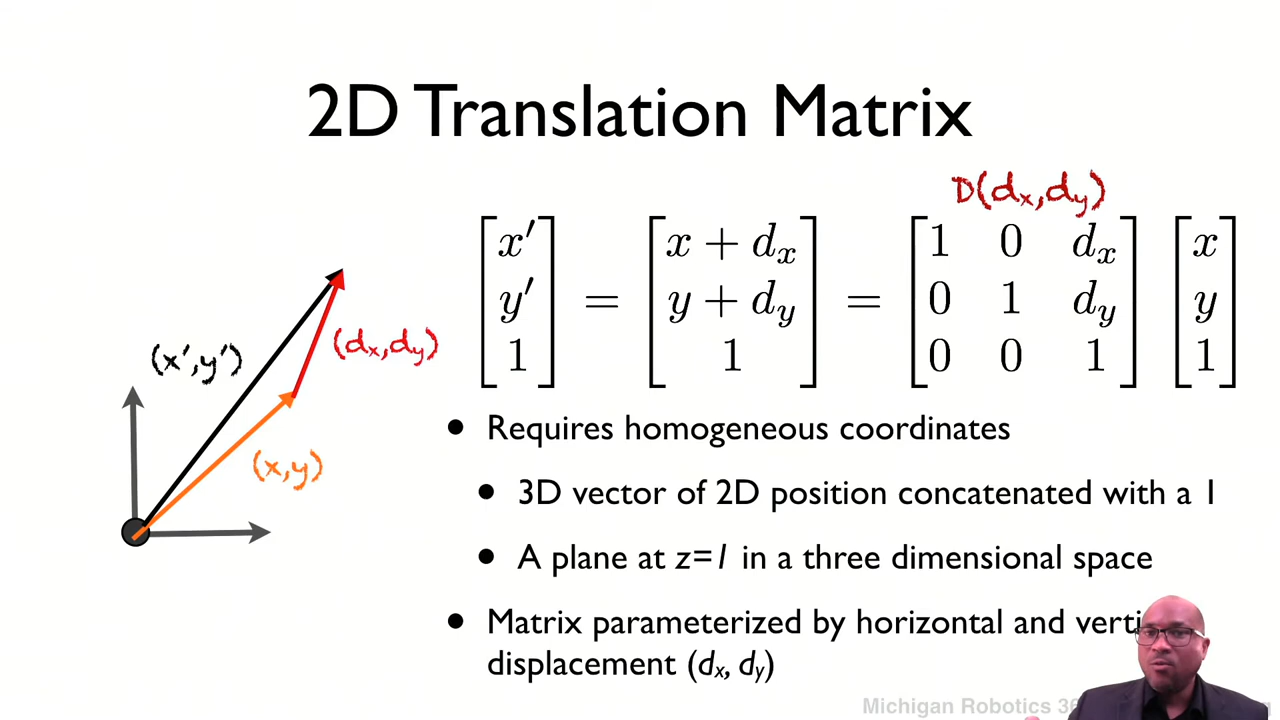 2D Translation Matrix
D(dx,dy)
[x′ y′ 1] = [x + dx y + dy 1] = [1 0 dx 0 1 dy 0 0 1] [x y 1]
(x′,y′)
(dx,dy)
(x,y)
• Requires homogeneous coordinates
• 3D vector of 2D position concatenated with a 1
• A plane at z=1 in a three dimensional space
• Matrix parameterized by horizontal and
displacement (dx, dy)
Michigan Robotics